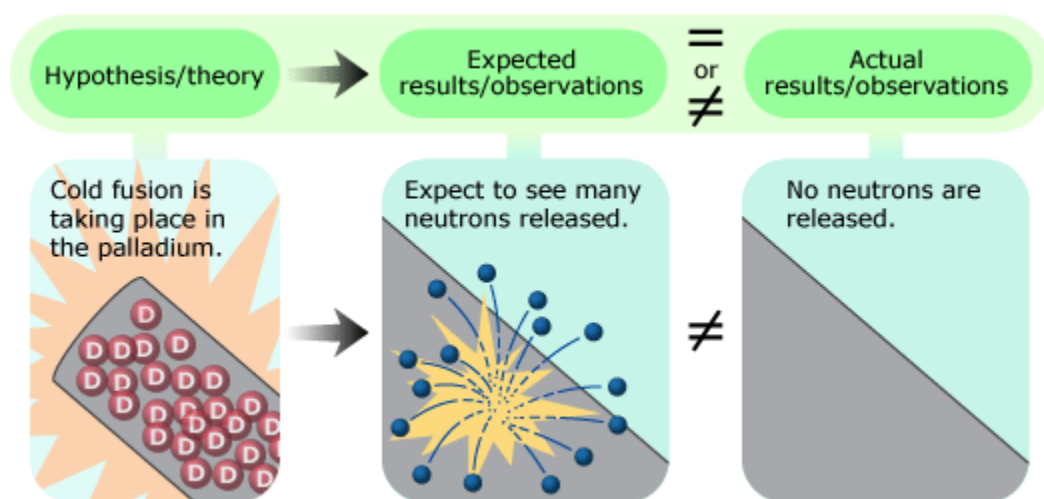 Hypothesis/theory
Expected
results/observations
=
or
≠
Actual
results/observations
Cold fusion is
taking place in
the palladium.
Expect to see many
neutrons released.
No neutrons are
released.
D
D D D D
D D D D D
D D D D D
D D D D
D D D
D D D
≠